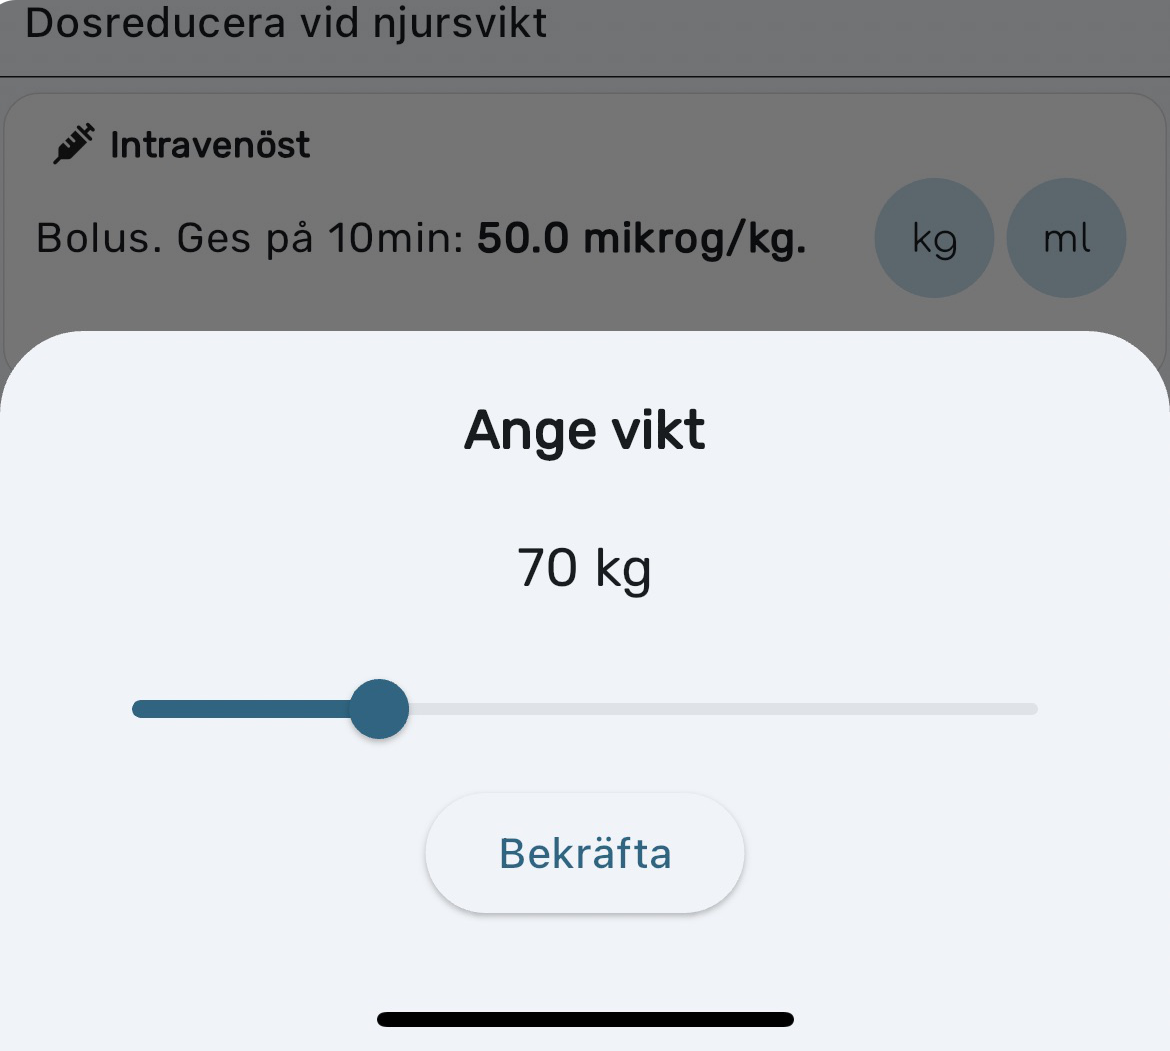 Dosreducera vid njursvikt
Intravenöst
Bolus. Ges på 10min: 50.0 mikrog/kg.
kg
ml
Ange vikt
70 kg
Bekräfta